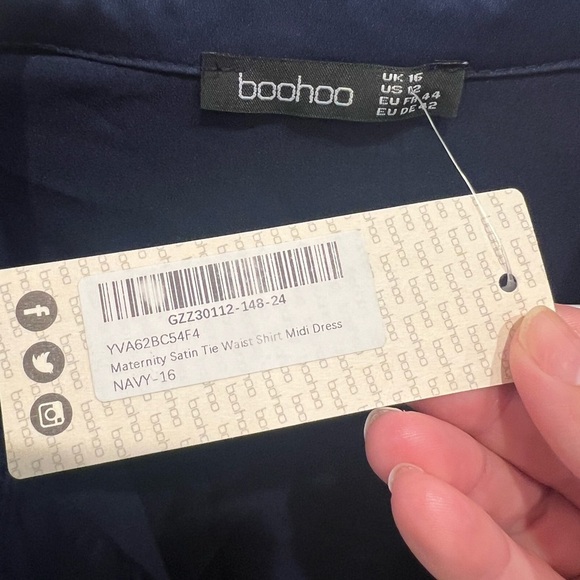 boohoo
UK 16
US 12
EU FR 44
EU DE 42
GZZ30112-148-24
YVA62BC54F4
Maternity Satin Tie Waist Shirt Midi Dress
NAVY-16